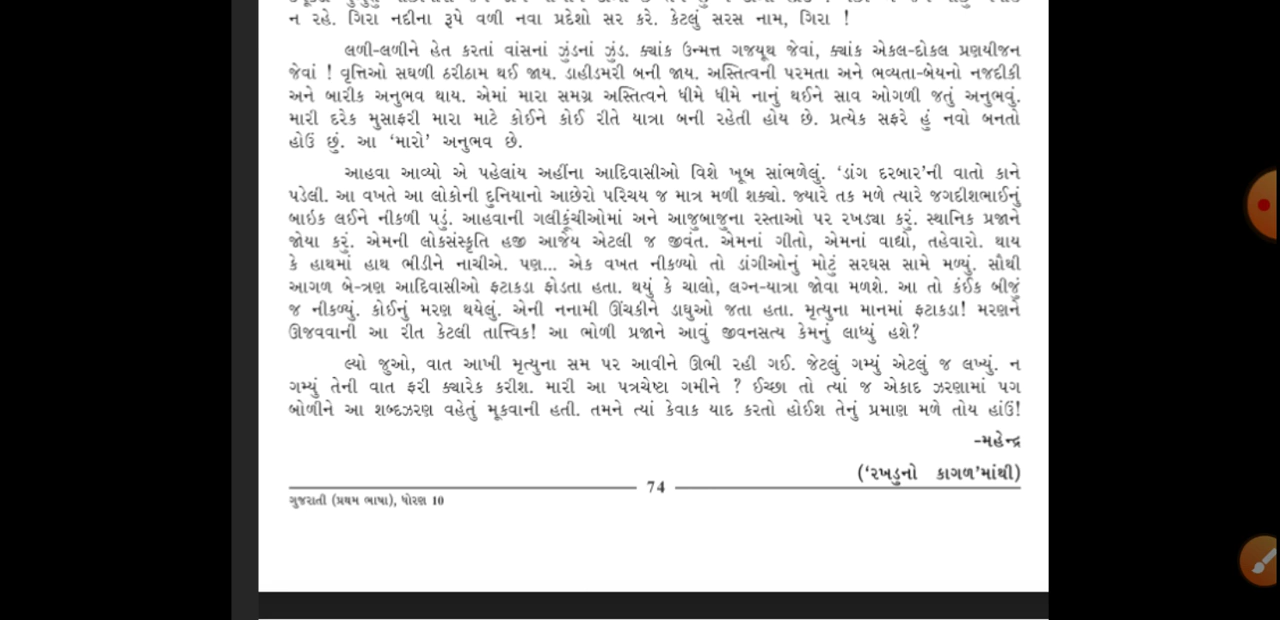 ન રહે. ગિરા નદીના રૂપે વળી નવા પ્રદેશો સર કરે. કેટલું સરસ નામ, ગિરા !
લળી-લળીને હેત કરતાં વાંસનાં ઝુંડનાં ઝુંડ. ક્યાંક ઉન્મત્ત ગજયૂથ જેવાં, ક્યાંક એકલ-દોકલ પ્રણયીજન
જેવાં ! વૃત્તિઓ સઘળી ઠરીઠામ થઈ જાય. ડાહીડમરી બની જાય. અસ્તિત્વની પરમતા અને ભવ્યતા-બેયનો નજદીકી
અને બારીક અનુભવ થાય. એમાં મારા સમગ્ર અસ્તિત્વને ધીમે ધીમે નાનું થઈને સાવ ઓગળી જતું અનુભવું.
મારી દરેક મુસાફરી મારા માટે કોઈને કોઈ રીતે યાત્રા બની રહેતી હોય છે. પ્રત્યેક સફરે હું નવો બનતો
હોઉં છું. આ ‘મારો’ અનુભવ છે.
આહવા આવ્યો એ પહેલાંય અહીંના આદિવાસીઓ વિશે ખૂબ સાંભળેલું. ‘ડાંગ દરબાર’ની વાતો કાને
પડેલી. આ વખતે આ લોકોની દુનિયાનો આછેરો પરિચય જ માત્ર મળી શક્યો. જ્યારે તક મળે ત્યારે જગદીશભાઈનું
બાઇક લઈને નીકળી પડું. આહવાની ગલીકૂંચીઓમાં અને આજુબાજુના રસ્તાઓ પર રખડ્યા કરું. સ્થાનિક પ્રજાને
જોયા કરું. એમની લોકસંસ્કૃતિ હજી આજેય એટલી જ જીવંત. એમનાં ગીતો, એમનાં વાદ્યો, તહેવારો. થાય
કે હાથમાં હાથ ભીડીને નાચીએ. પણ... એક વખત નીકળ્યો તો ડાંગીઓનું મોટું સરઘસ સામે મળ્યું. સૌથી
આગળ બે-ત્રણ આદિવાસીઓ ફટાકડા ફોડતા હતા. થયું કે ચાલો, લગ્ન-યાત્રા જોવા મળશે. આ તો કંઈક બીજું
જ નીકળ્યું. કોઈનું મરણ થયેલું. એની નનામી ઊંચકીને ડાઘુઓ જતા હતા. મૃત્યુના માનમાં ફટાકડા! મરણને
ઊજવવાની આ રીત કેટલી તાત્ત્વિક! આ ભોળી પ્રજાને આવું જીવનસત્ય કેમનું લાધ્યું હશે?
લ્યો જુઓ, વાત આખી મૃત્યુના સમ પર આવીને ઊભી રહી ગઈ. જેટલું ગમ્યું એટલું જ લખ્યું. ન
ગમ્યું તેની વાત ફરી ક્યારેક કરીશ. મારી આ પત્રચેષ્ટા ગમીને ? ઈચ્છા તો ત્યાં જ એકાદ ઝરણામાં પગ
બોળીને આ શબ્દઝરણ વહેતું મૂકવાની હતી. તમને ત્યાં કેવાક યાદ કરતો હોઈશ તેનું પ્રમાણ મળે તોય હાંઉં!
-મહેન્દ્ર
(‘રખડુનો કાગળ’માંથી)
74
ગુજરાતી (પ્રથમ ભાષા), ધોરણ 10